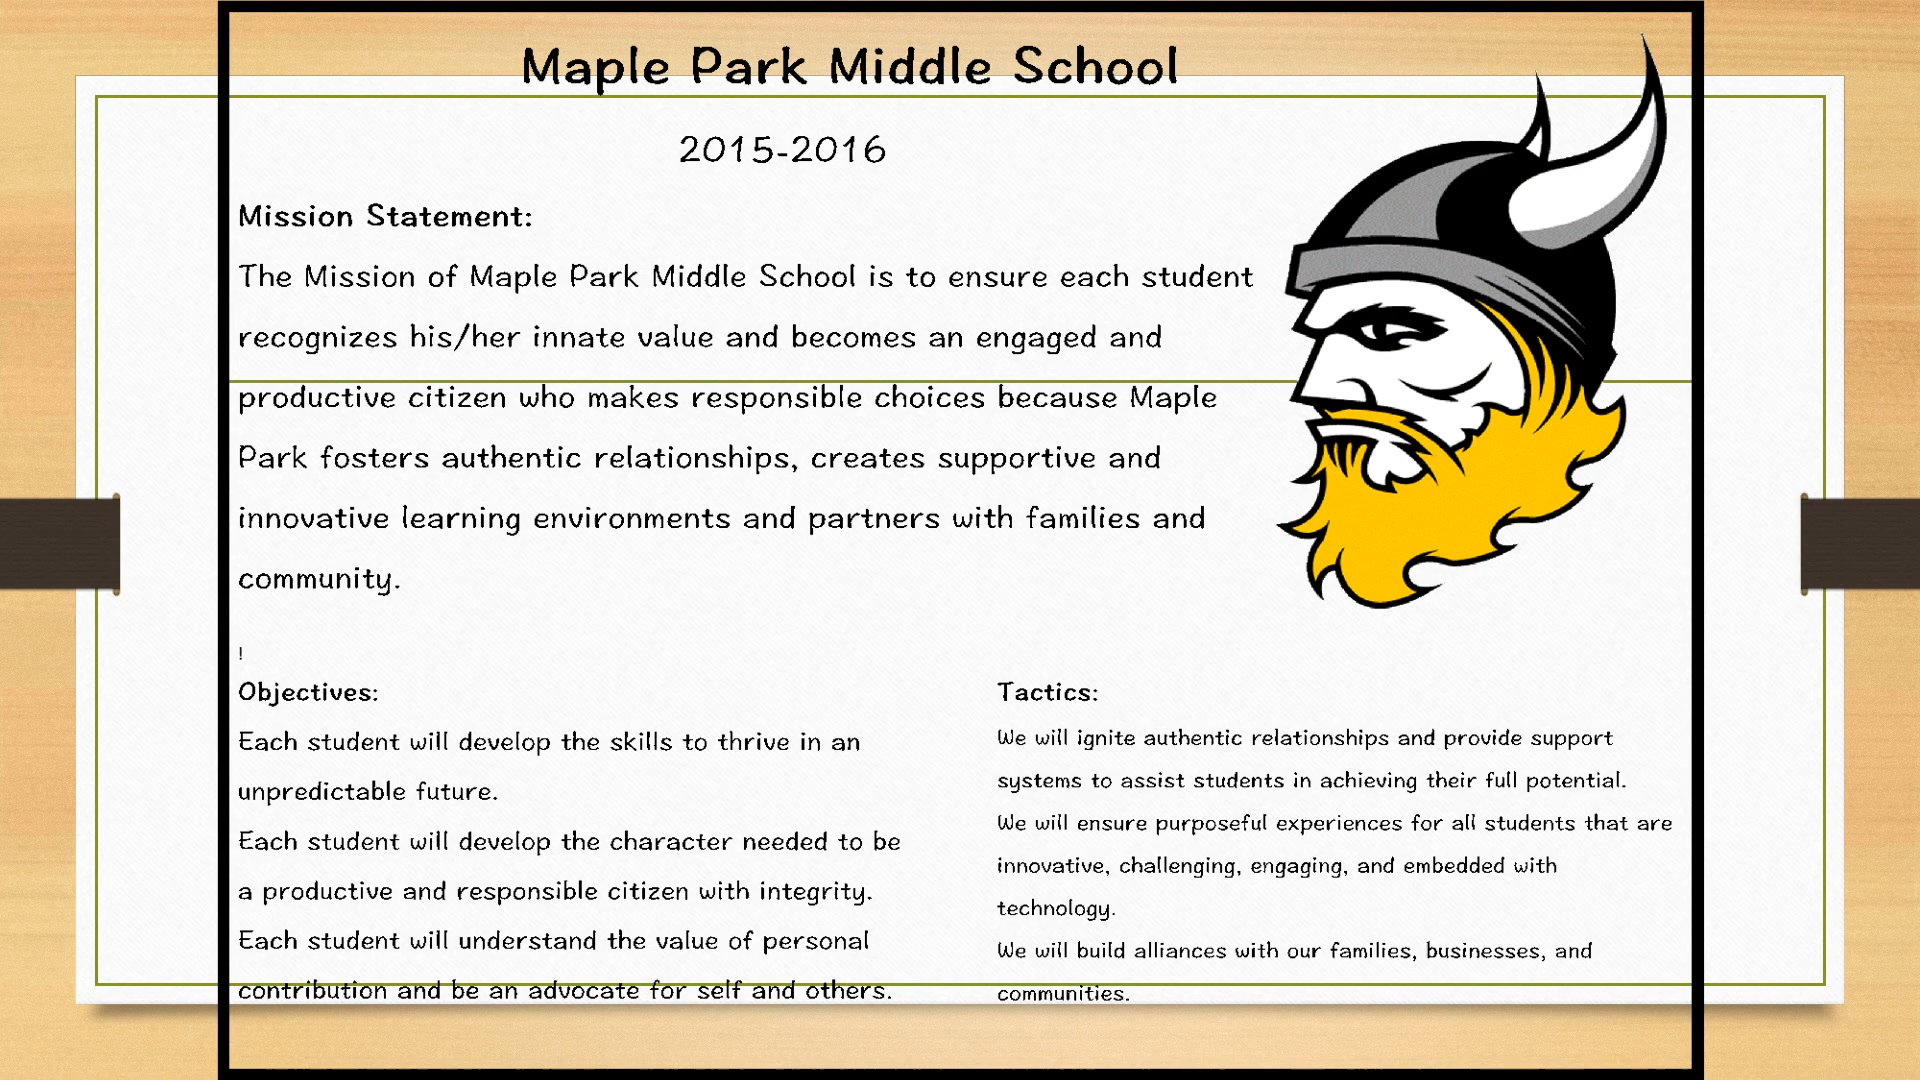 Maple Park Middle School
2015-2016
Mission Statement:
The Mission of Maple Park Middle School is to ensure each student
recognizes his/her innate value and becomes an engaged and
productive citizen who makes responsible choices because Maple
Park fosters authentic relationships, creates supportive and
innovative learning environments and partners with families and
community.
!
Objectives:
Each student will develop the skills to thrive in an
unpredictable future.
Each student will develop the character needed to be
a productive and responsible citizen with integrity.
Each student will understand the value of personal
contribution and be an advocate for self and others.
Tactics:
We will ignite authentic relationships and provide support
systems to assist students in achieving their full potential.
We will ensure purposeful experiences for all students that are
innovative, challenging, engaging, and embedded with
technology.
We will build alliances with our families, businesses, and
communities.